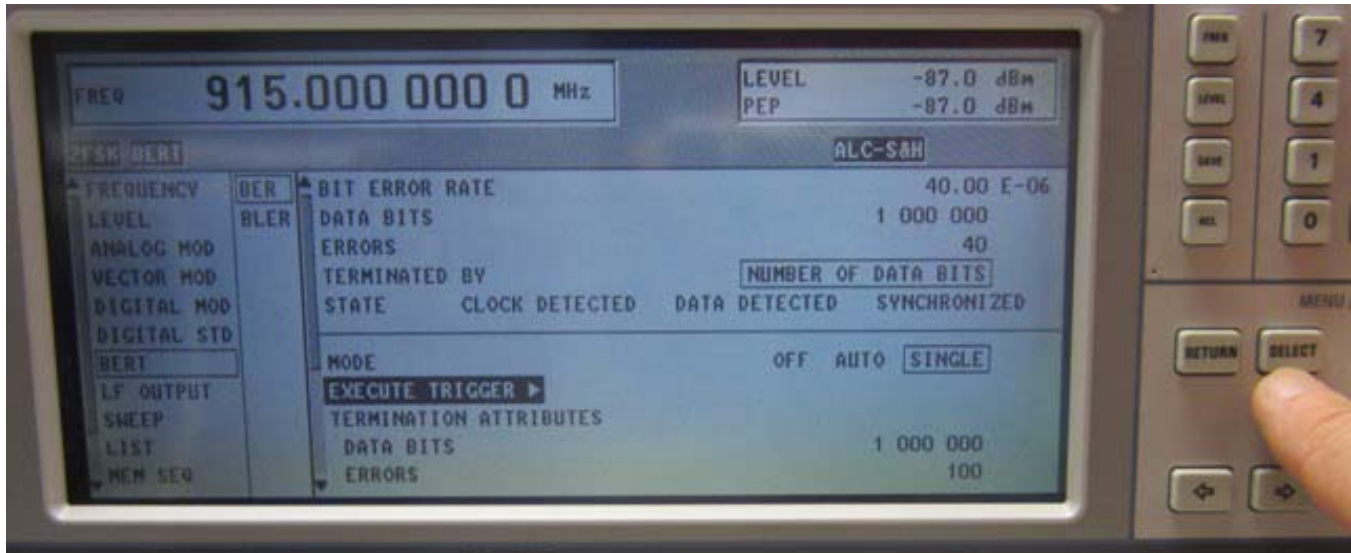 FREQ 915.000 000 0 MHz
LEVEL -87.0 dBm
PEP -87.0 dBm
2FSK BERT ALC-S&H
FREQUENCY
LEVEL
ANALOG MOD
VECTOR MOD
DIGITAL MOD
DIGITAL STD
BERT
LF OUTPUT
SWEEP
LIST
MEM SEQ
BER
BLER
BIT ERROR RATE 40.00 E-06
DATA BITS 1 000 000
ERRORS 40
TERMINATED BY NUMBER OF DATA BITS
STATE CLOCK DETECTED DATA DETECTED SYNCHRONIZED
MODE OFF AUTO SINGLE
EXECUTE TRIGGER ▶
TERMINATION ATTRIBUTES
DATA BITS 1 000 000
ERRORS 100
FREQ 7
LEVEL 4
SAVE 1
RCL 0
MENU
RETURN SELECT